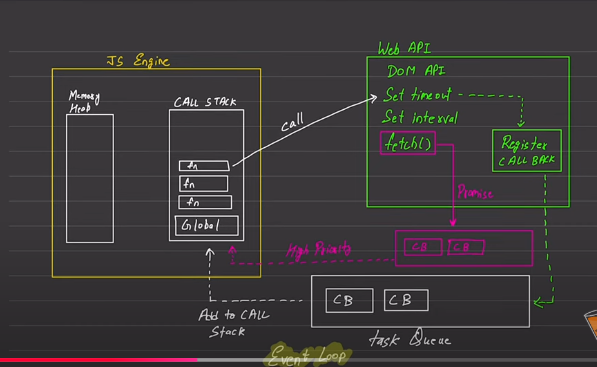 JS Engine
Memory
Heap
CALL STACK
fn
fn
fn
Global
call
Web API
DOM API
Set timeout
Set interval
fetch()
Register
CALL BACK
Promise
High Priority
CB CB
CB CB
Add to CALL
Stack
task Queue
Event Loop